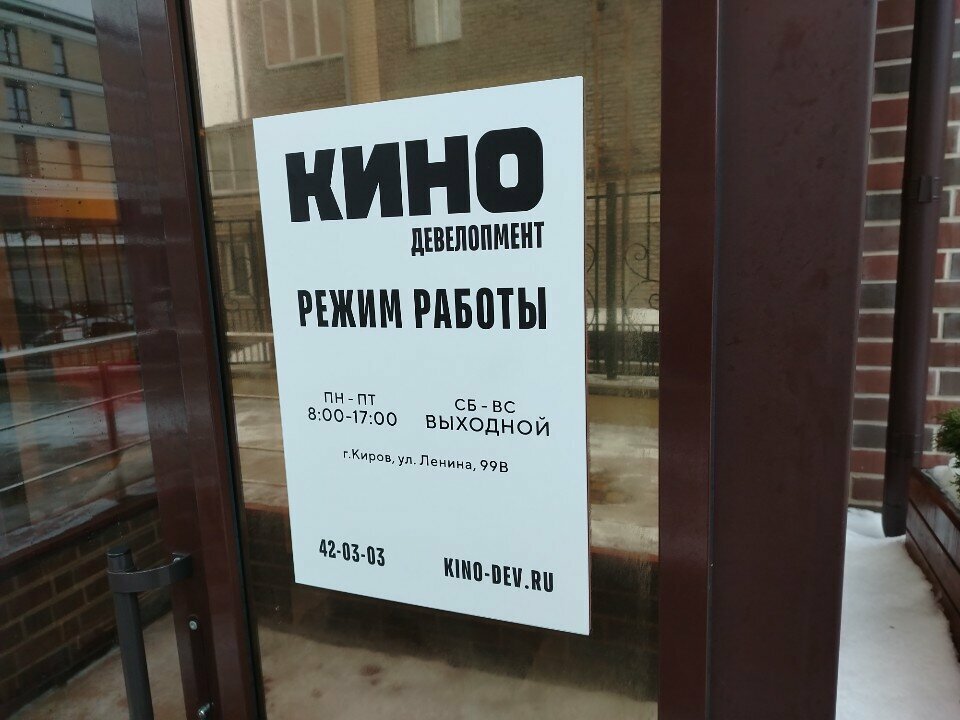 КИНО
ДЕВЕЛОПМЕНТ
РЕЖИМ РАБОТЫ
ПН - ПТ
8:00-17:00
СБ - ВС
ВЫХОДНОЙ
г.Киров, ул. Ленина, 99В
42-03-03
KINO-DEV.RU